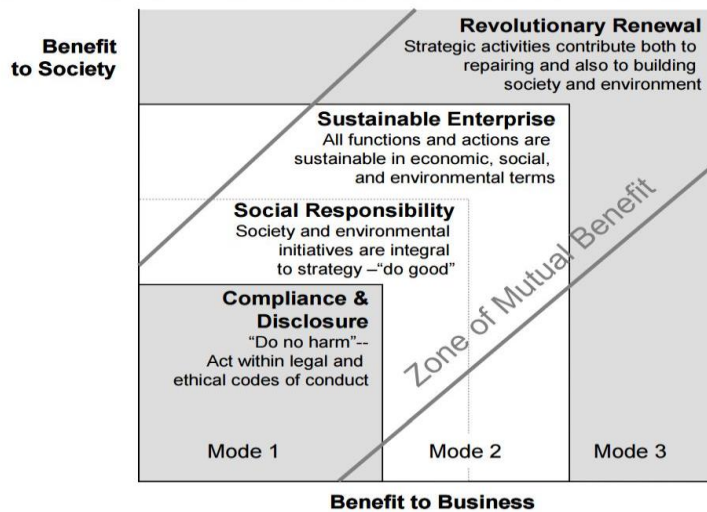 Benefit
to Society
Revolutionary Renewal
Strategic activities contribute both to
repairing and also to building
society and environment
Sustainable Enterprise
All functions and actions are
sustainable in economic, social,
and environmental terms
Social Responsibility
Society and environmental
initiatives are integral
to strategy –“do good”
Compliance &
Disclosure
“Do no harm”--
Act within legal and
ethical codes of conduct
Zone of Mutual Benefit
Mode 1
Mode 2
Mode 3
Benefit to Business